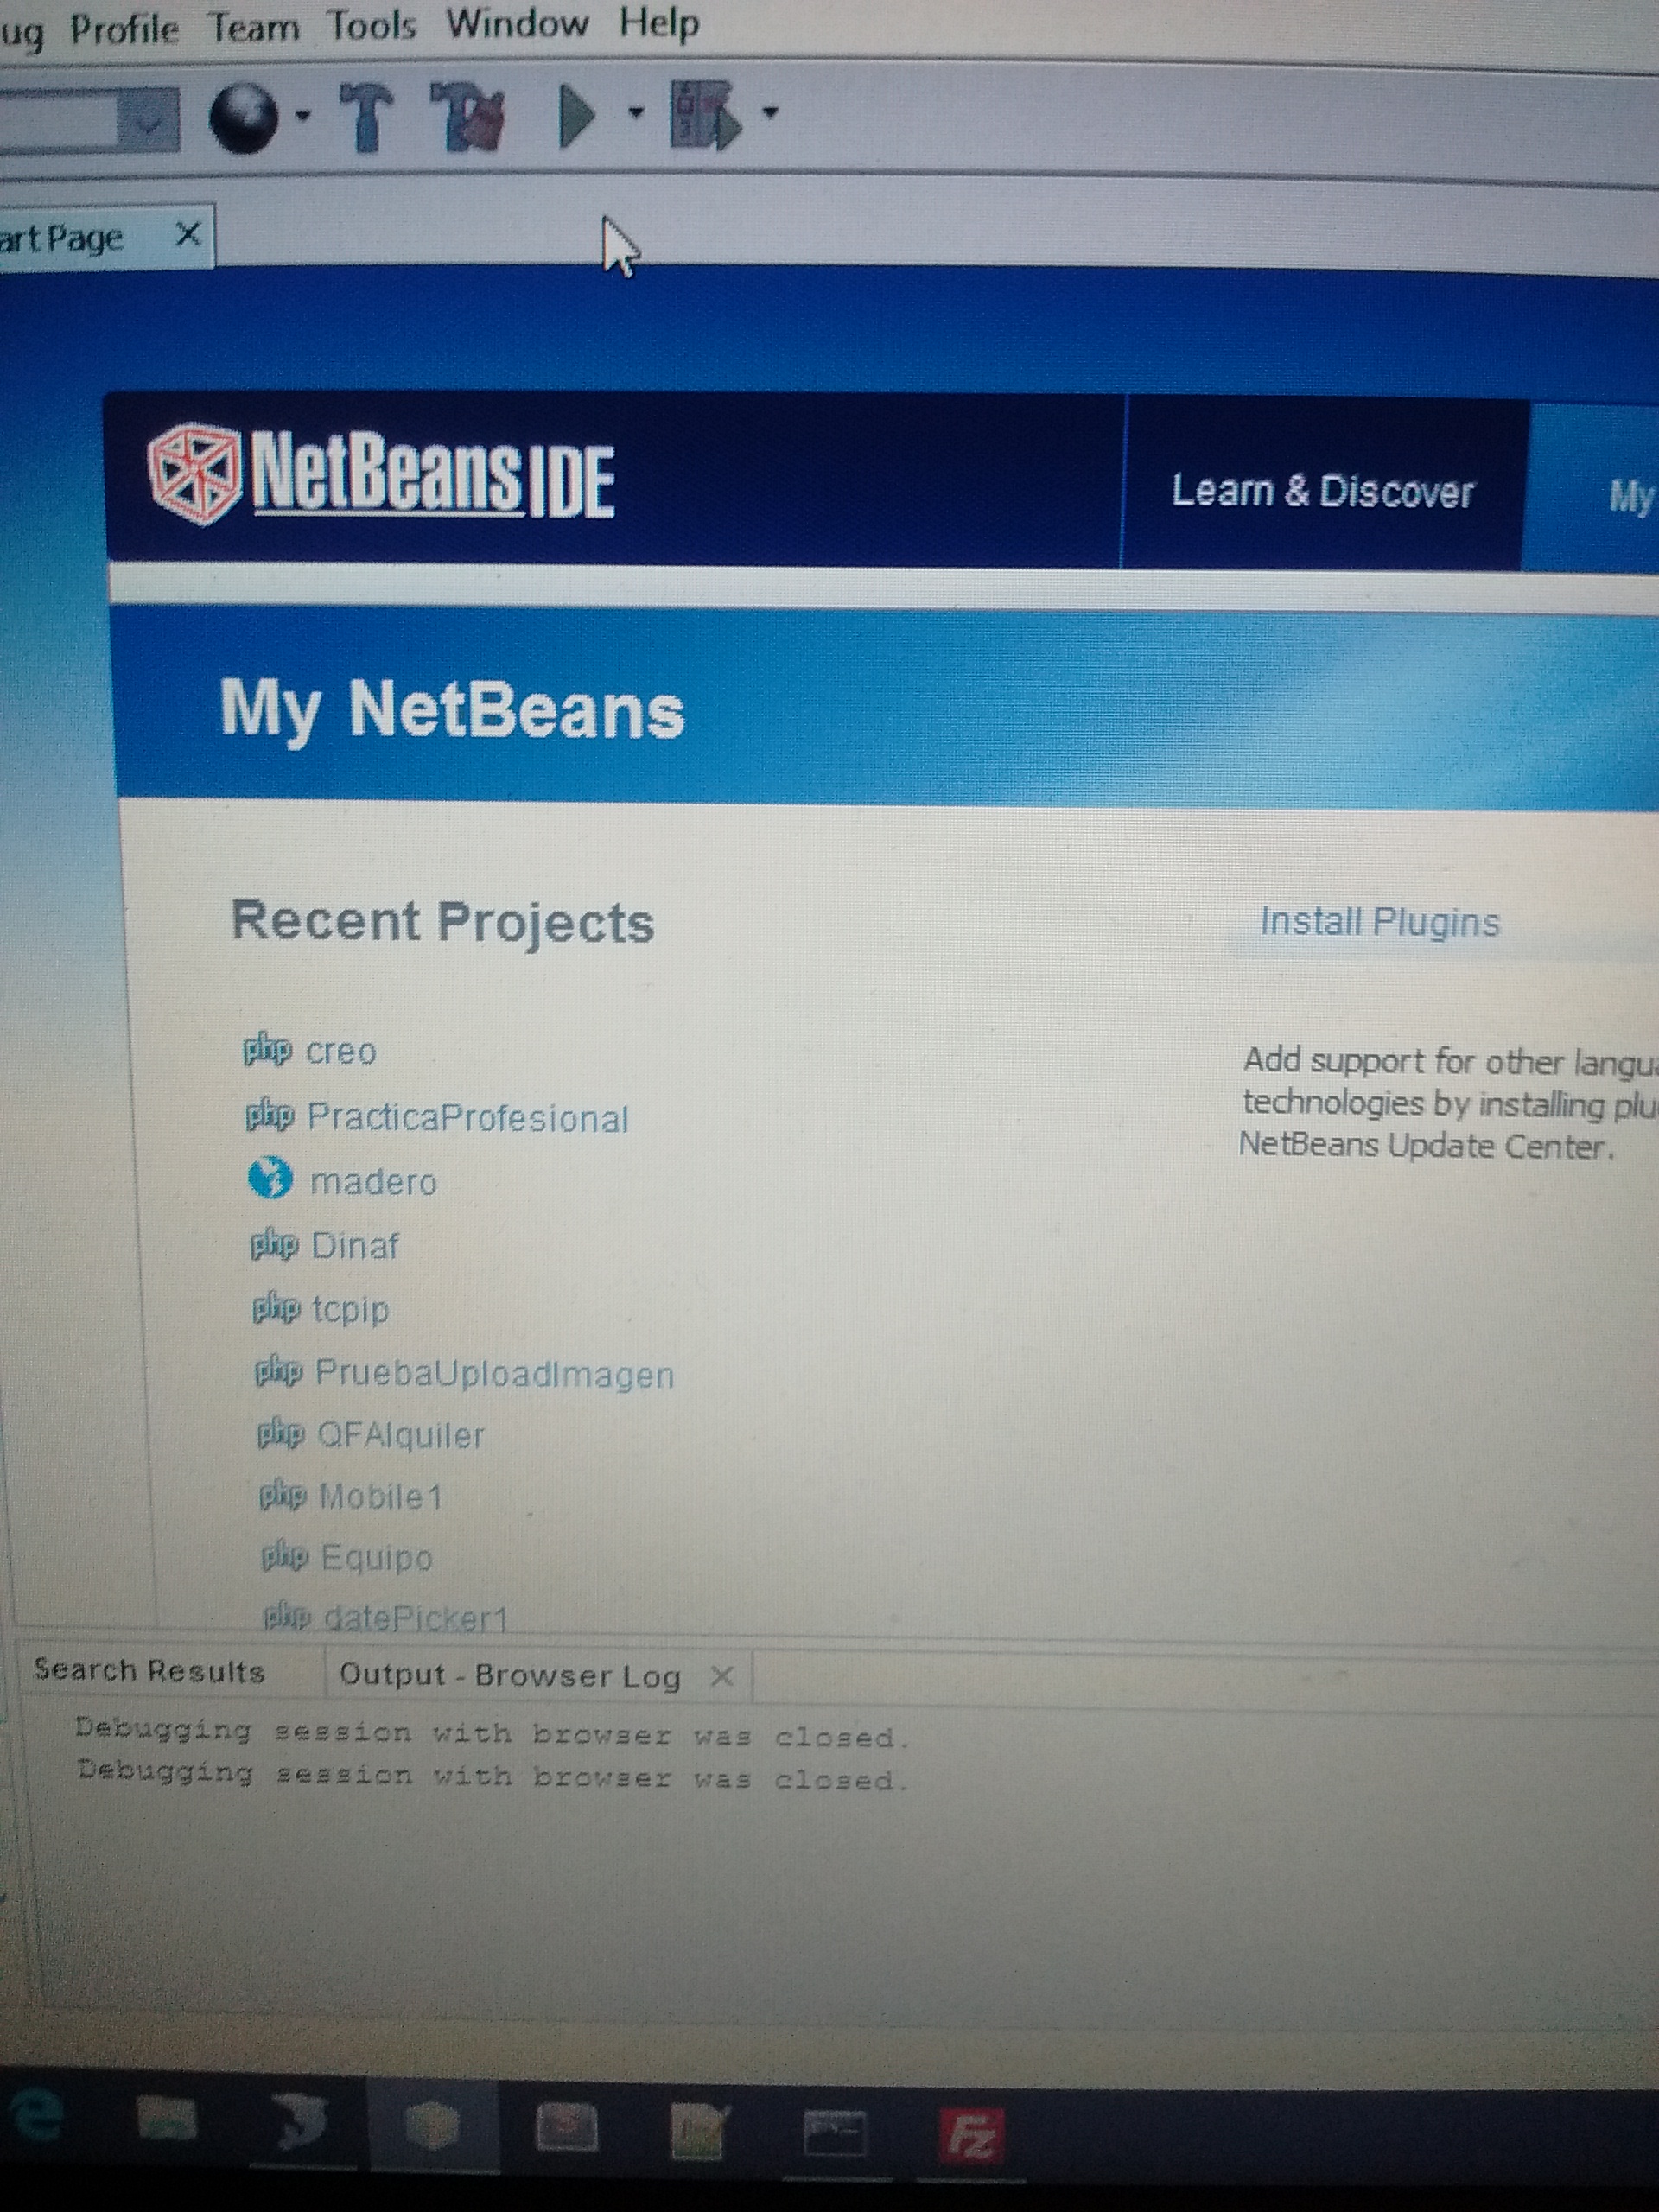 ug Profile Team Tools Window Help
art Page
NetBeans IDE
Learn & Discover
My
My NetBeans
Recent Projects
Install Plugins
php creo
php PracticaProfesional
madero
php Dinaf
php tcpip
php PruebaUploadImagen
php QFAlquiler
php Mobile1
php Equipo
php datePicker1
Add support for other langua
technologies by installing plu
NetBeans Update Center.
Search Results
Output - Browser Log
Debugging session with browser was closed.
Debugging session with browser was closed.
Fz